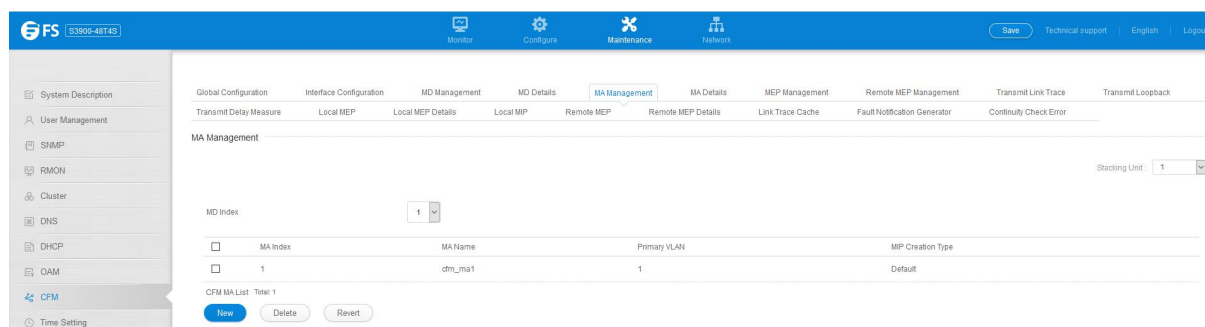 FS S3900-48T4S
Monitor Configure Maintenance Network
Save Technical support English Logou
System Description
User Management
SNMP
RMON
Cluster
DNS
DHCP
OAM
CFM
Time Setting
Global Configuration Interface Configuration MD Management MD Details MA Management MA Details MEP Management Remote MEP Management Transmit Link Trace Transmit Loopback
Transmit Delay Measure Local MEP Local MEP Details Local MIP Remote MEP Remote MEP Details Link Trace Cache Fault Notification Generator Continuity Check Error
MA Management
Stacking Unit : 1
MD Index 1
MA Index MA Name Primary VLAN MIP Creation Type
1 cfm_ma1 1 Default
CFM MA List Total: 1
New Delete Revert